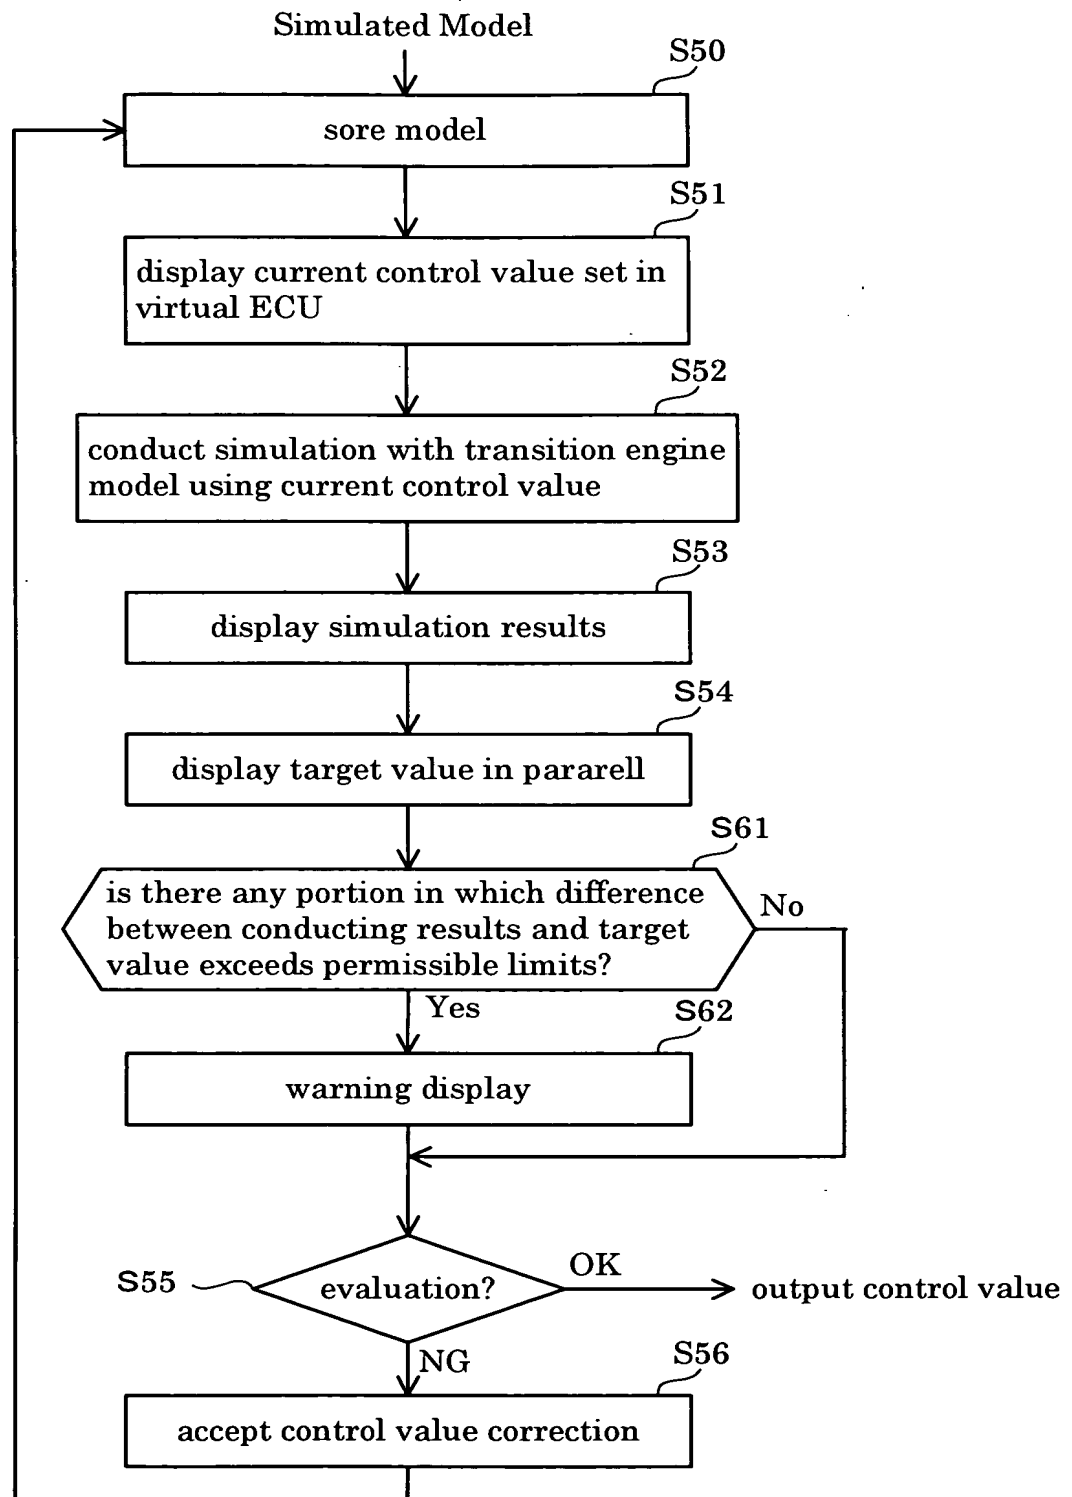 Simulated Model
S50
sore model
S51
display current control value set in
virtual ECU
S52
conduct simulation with transition engine
model using current control value
S53
display simulation results
S54
display target value in pararell
S61
is there any portion in which difference
between conducting results and target
value exceeds permissible limits?
No
Yes
S62
warning display
S55
evaluation?
OK
output control value
NG
S56
accept control value correction